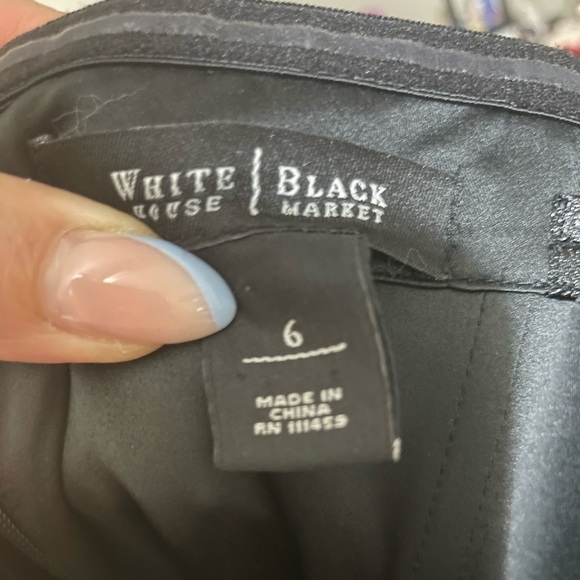 WHITE | BLACK
HOUSE MARKET
6
MADE IN
CHINA
RN 111459